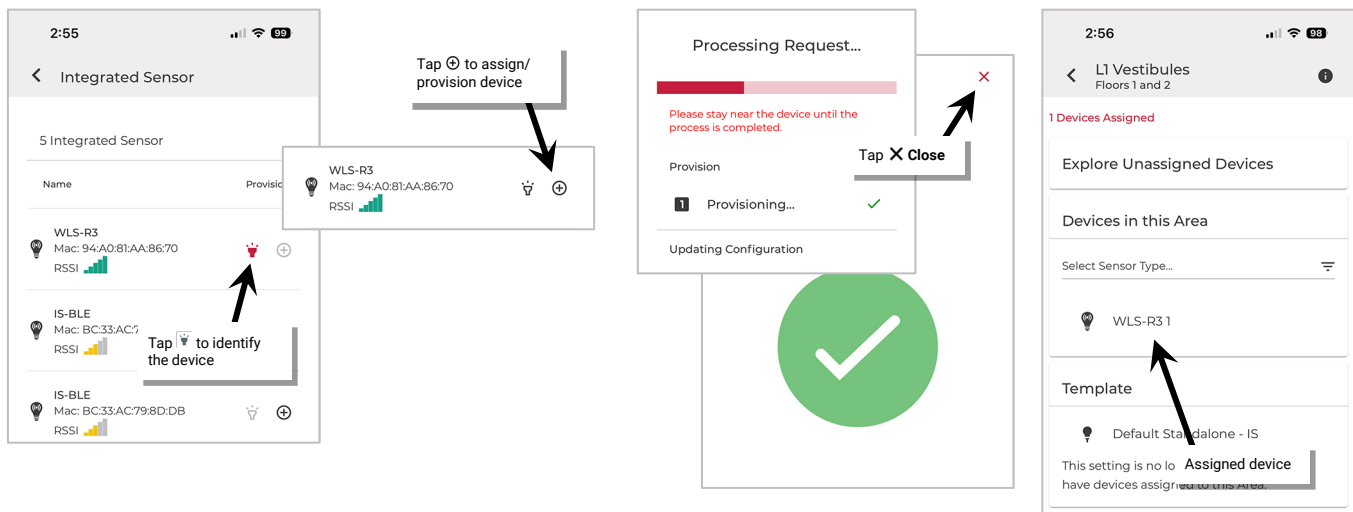 2:55
99
Integrated Sensor
5 Integrated Sensor
Name
Provisio
WLS-R3
Mac: 94:A0:81:AA:86:70
RSSI
IS-BLE
Mac: BC:33:AC:7
RSSI
Tap to identify
the device
IS-BLE
Mac: BC:33:AC:79:8D:DB
RSSI
Tap ⊕ to assign/
provision device
WLS-R3
Mac: 94:A0:81:AA:86:70
RSSI
Processing Request...
Please stay near the device until the
process is completed.
Provision
1 Provisioning...
Updating Configuration
Tap ✕ Close
2:56
98
L1 Vestibules
Floors 1 and 2
1 Devices Assigned
Explore Unassigned Devices
Devices in this Area
Select Sensor Type...
WLS-R3 1
Template
Default Standalone - IS
This setting is no lo
have devices assigned to this Area.
Assigned device